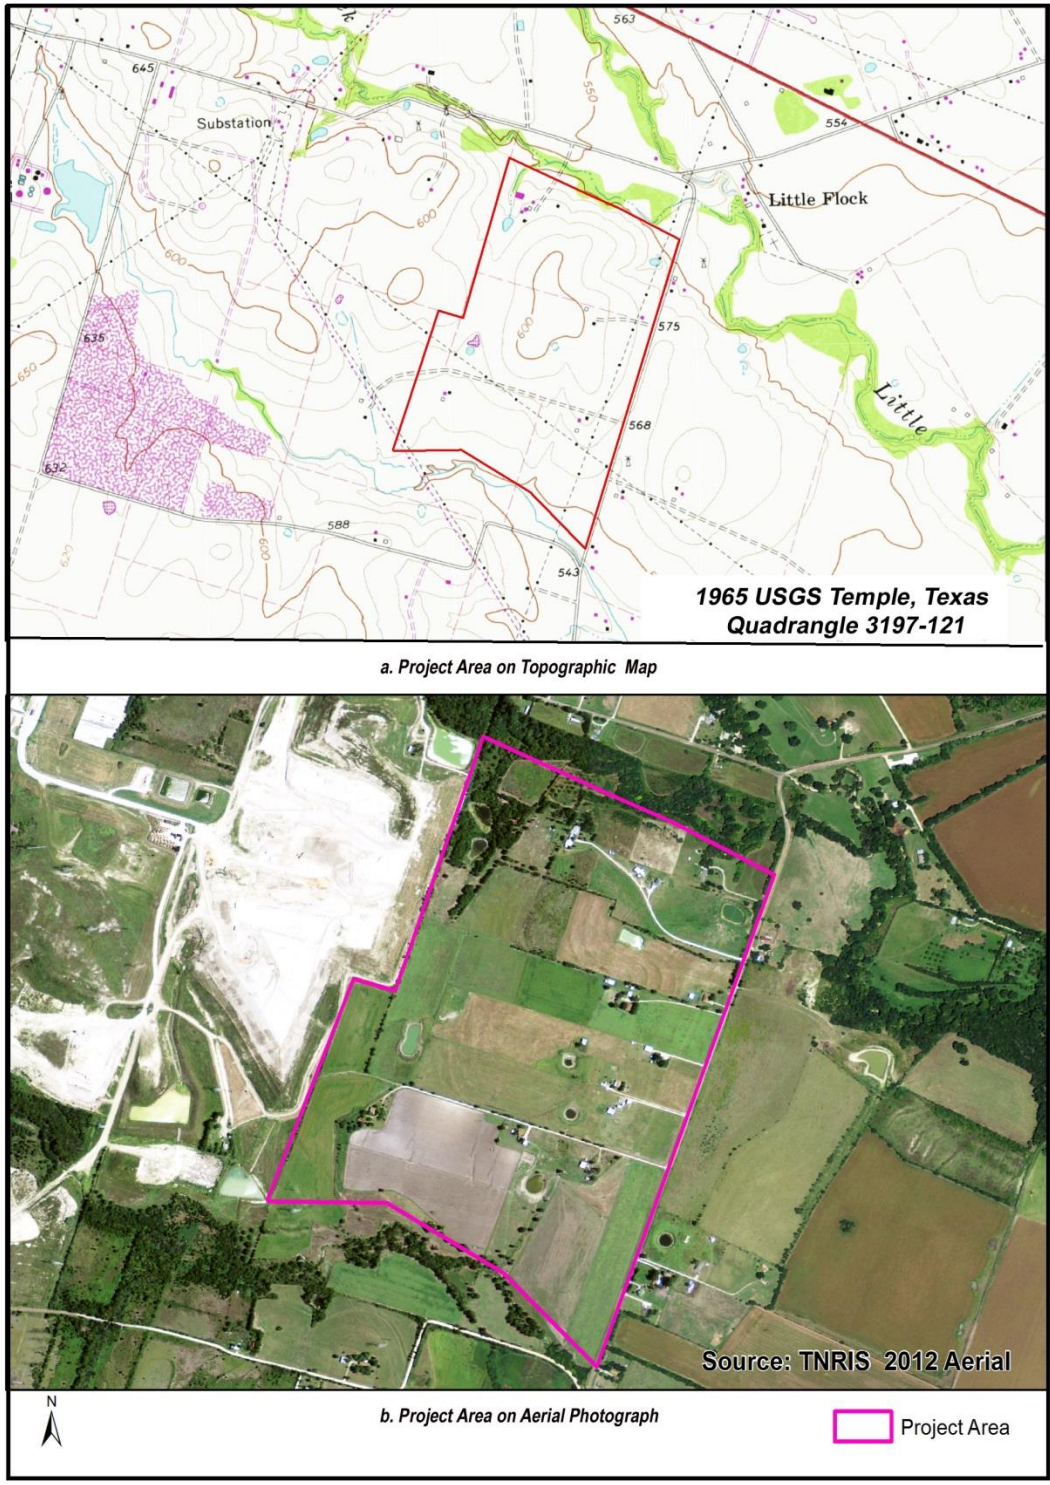 ek
563
645
550
Substation
554
Little Flock
600
600
635
600
575
650
Little
568
632
588
600
620
543
1965 USGS Temple, Texas
Quadrangle 3197-121
a. Project Area on Topographic Map
Source: TNRIS 2012 Aerial
N
b. Project Area on Aerial Photograph
Project Area